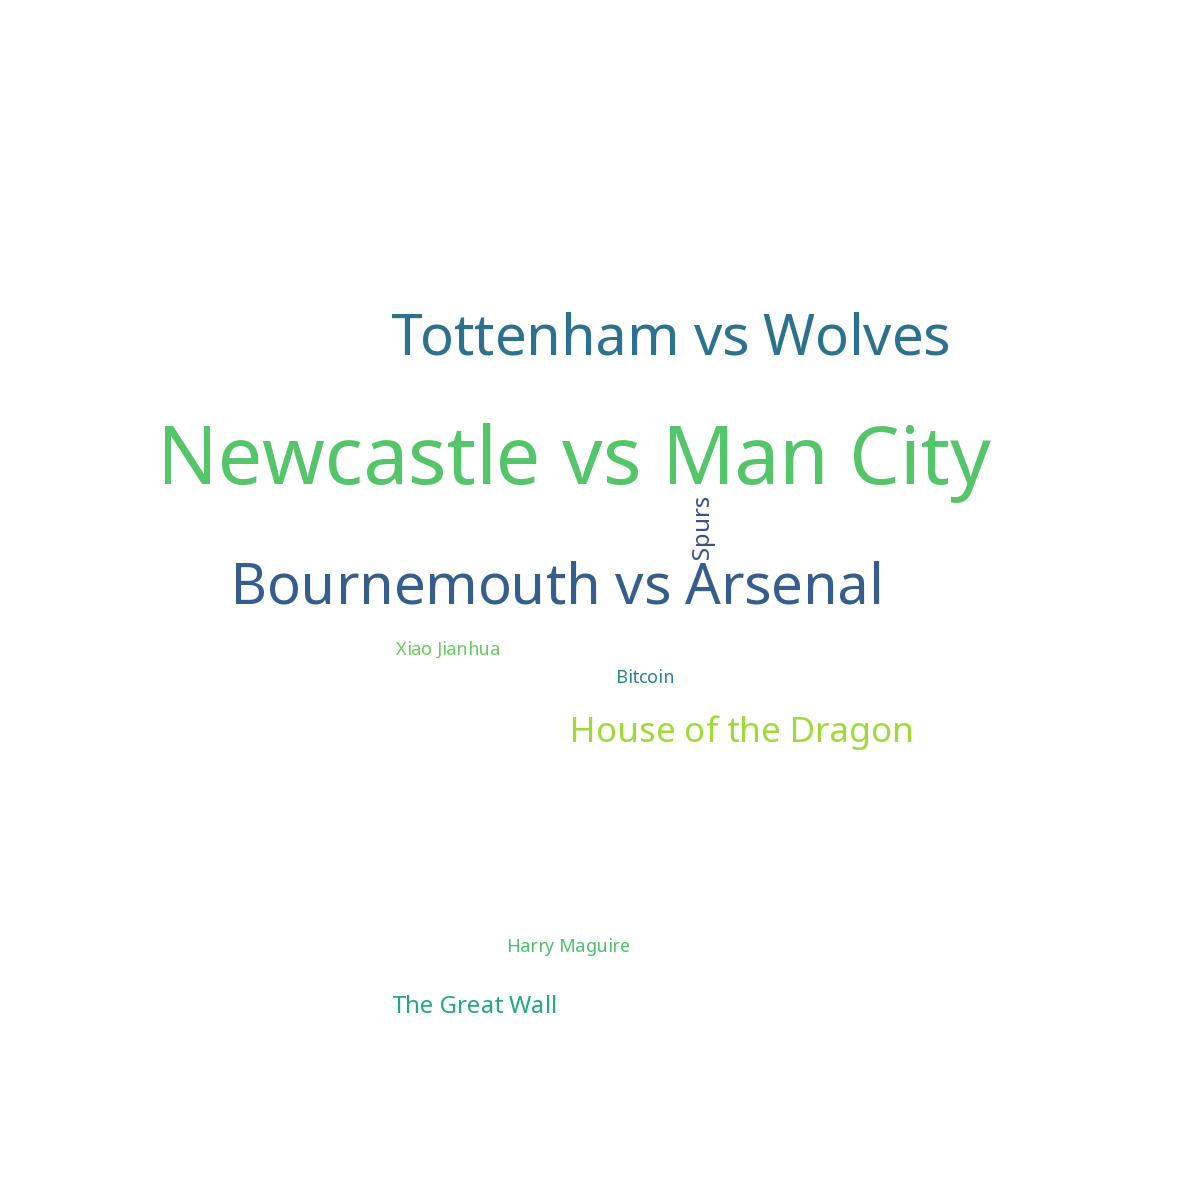 Tottenham vs Wolves
Newcastle vs Man City
Spurs
Bournemouth vs Arsenal
Xiao Jianhua
Bitcoin
House of the Dragon
Harry Maguire
The Great Wall